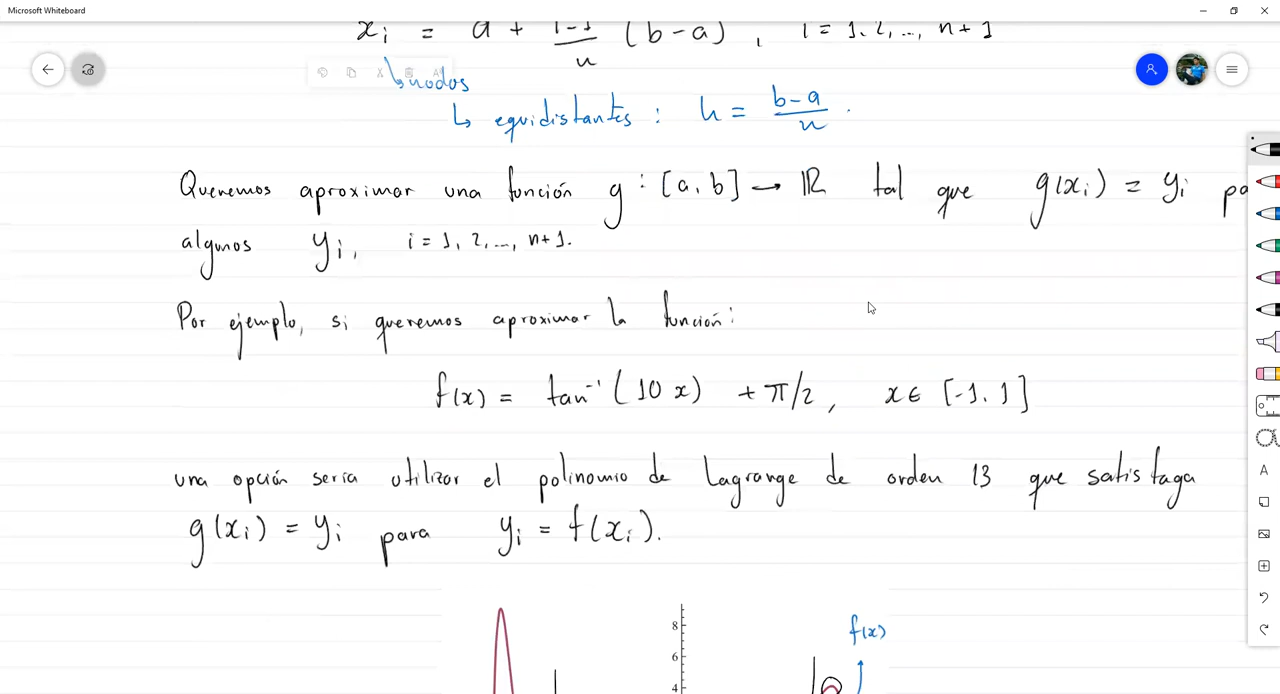 Microsoft Whiteboard
xi = a + i-1/n (b-a), i = 1, 2, ..., n+1
↳ nodos
↳ equidistantes : h = b-a/n .
Queremos aproximar una función g : [a, b] → ℝ tal que g(xi) = yi pa
algunos yi, i = 1, 2, ..., n+1.
Por ejemplo, si queremos aproximar la función:
f(x) = tan⁻¹ (10 x) + π/2, x ∈ [-1, 1]
una opción sería utilizar el polinomio de Lagrange de orden 13 que satisfaga
g(xi) = yi para yi = f(xi).
8
f(x)
6
4
A